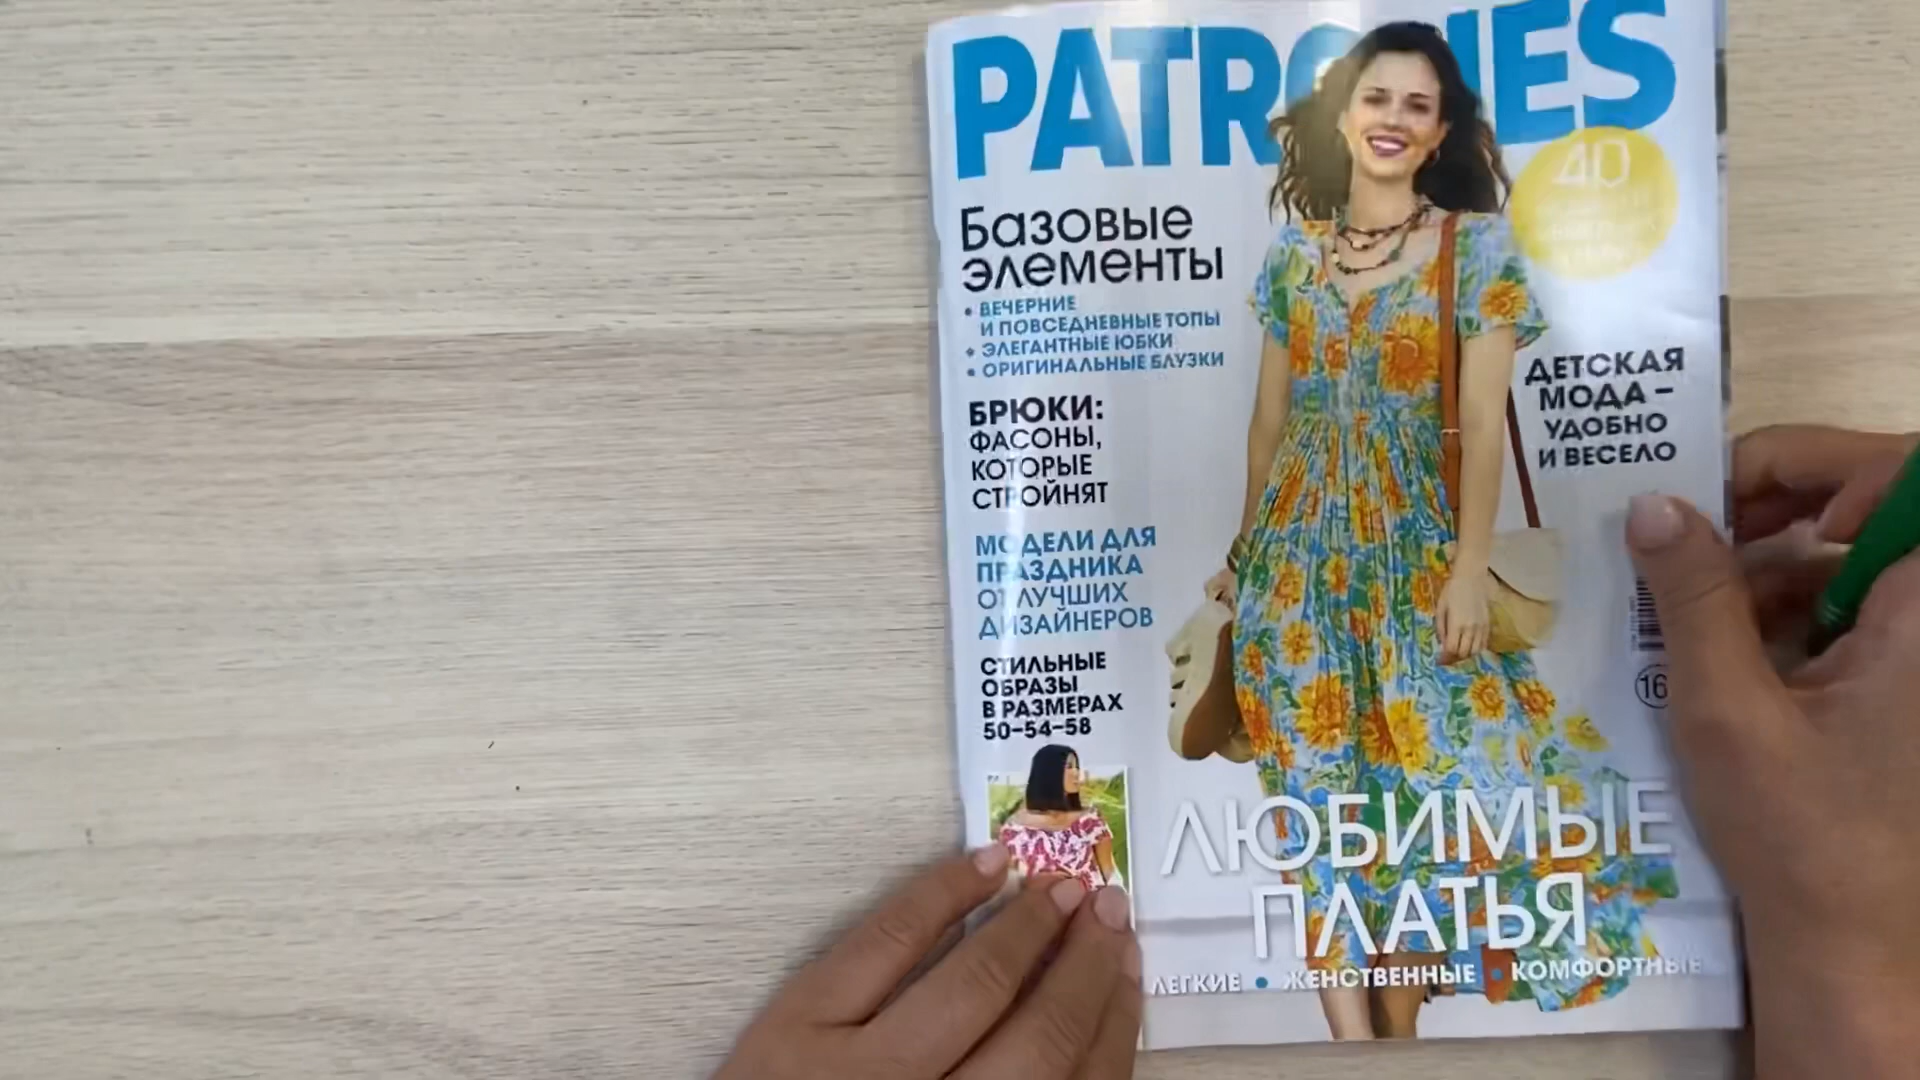 PATRONES
40
Базовые
элементы
• ВЕЧЕРНИЕ
И ПОВСЕДНЕВНЫЕ ТОПЫ
• ЭЛЕГАНТНЫЕ ЮБКИ
• ОРИГИНАЛЬНЫЕ БЛУЗКИ
БРЮКИ:
ФАСОНЫ,
КОТОРЫЕ
СТРОЙНЯТ
МОДЕЛИ ДЛЯ
ПРАЗДНИКА
ОТ ЛУЧШИХ
ДИЗАЙНЕРОВ
СТИЛЬНЫЕ
ОБРАЗЫ
В РАЗМЕРАХ
50–54–58
ДЕТСКАЯ
МОДА –
УДОБНО
И ВЕСЕЛО
16
ЛЮБИМЫЕ
ПЛАТЬЯ
ЛЕГКИЕ • ЖЕНСТВЕННЫЕ • КОМФОРТНЫЕ